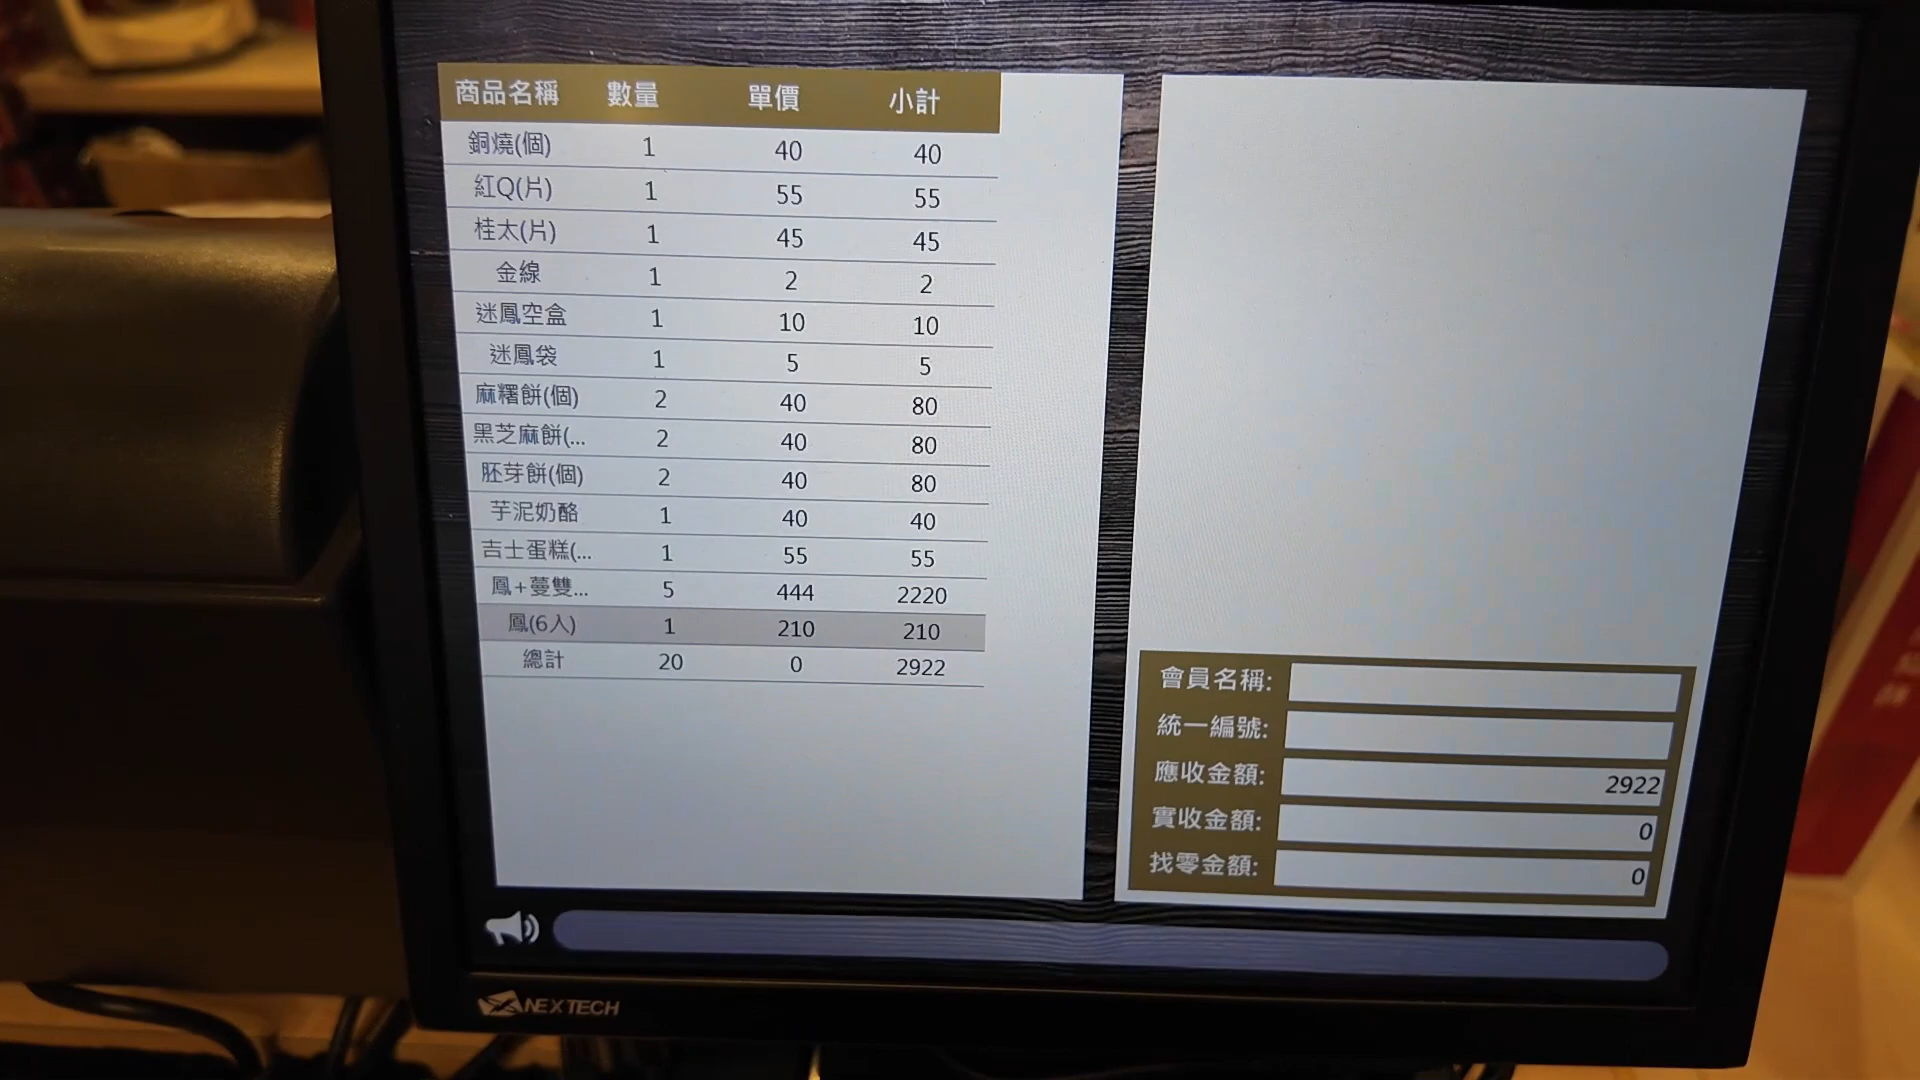 商品名稱 數量 單價 小計
銅燒(個) 1 40 40
紅Q(片) 1 55 55
桂太(片) 1 45 45
金線 1 2 2
迷鳳空盒 1 10 10
迷鳳袋 1 5 5
麻糬餅(個) 2 40 80
黑芝麻餅(... 2 40 80
胚芽餅(個) 2 40 80
芋泥奶酪 1 40 40
吉士蛋糕(... 1 55 55
鳳+蔓雙... 5 444 2220
鳳(6入) 1 210 210
總計 20 0 2922
會員名稱:
統一編號:
應收金額: 2922
實收金額: 0
找零金額: 0
NEXTECH